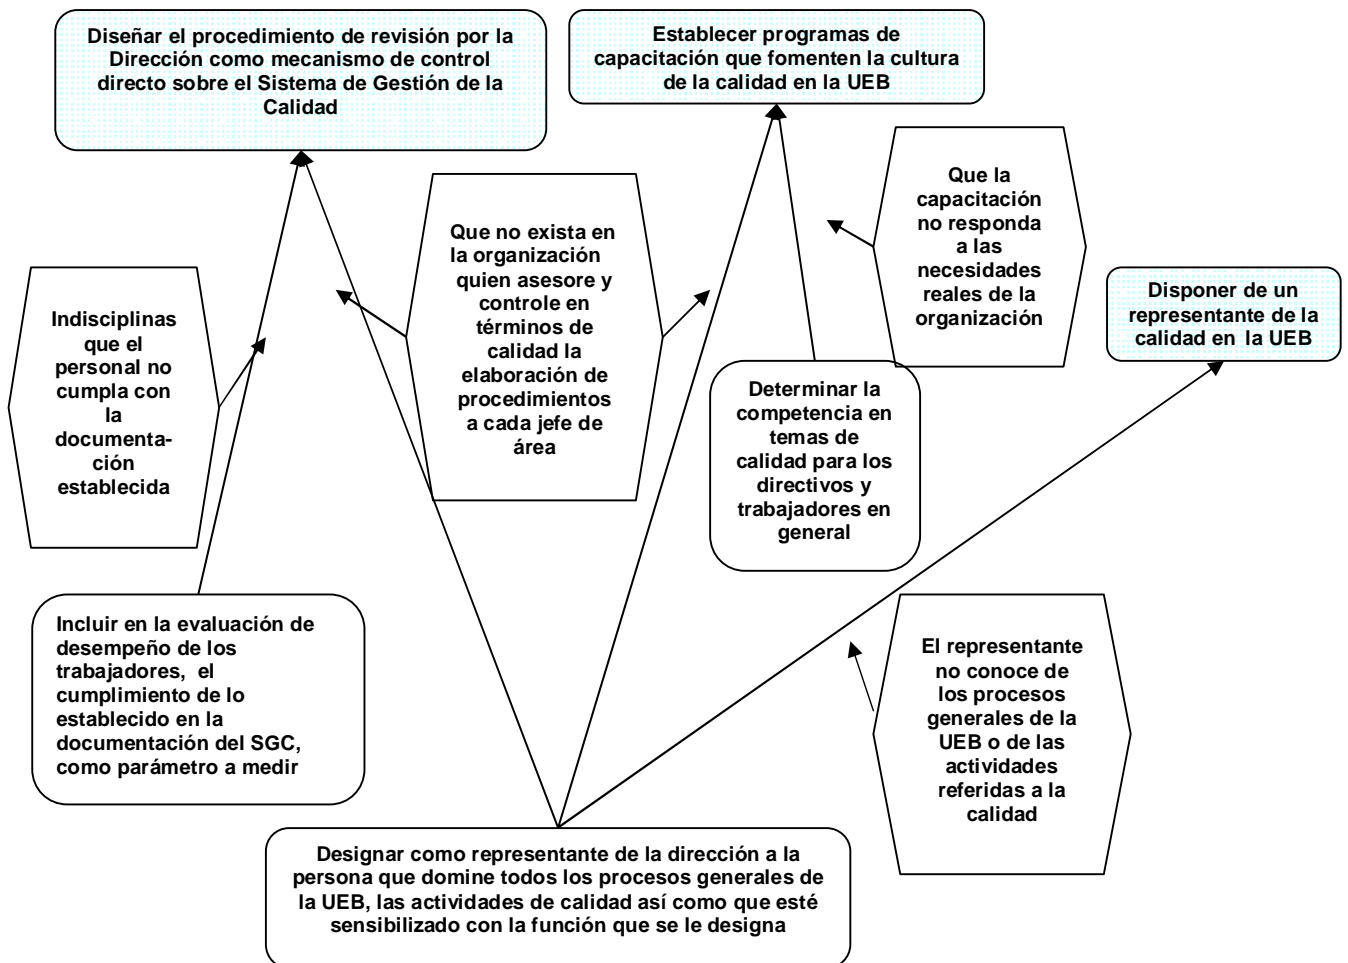 Diseñar el procedimiento de revisión por la
Dirección como mecanismo de control
directo sobre el Sistema de Gestión de la
Calidad
Establecer programas de
capacitación que fomenten la cultura
de la calidad en la UEB
Que la
capacitación
no responda
a las
necesidades
reales de la
organización
Que no exista en
la organización
quien asesore y
controle en
términos de
calidad la
elaboración de
procedimientos
a cada jefe de
área
Disponer de un
representante de la
calidad en la UEB
Indisciplinas
que el
personal no
cumpla con
la
documenta-
ción
establecida
Determinar la
competencia en
temas de
calidad para los
directivos y
trabajadores en
general
Incluir en la evaluación de
desempeño de los
trabajadores, el
cumplimiento de lo
establecido en la
documentación del SGC,
como parámetro a medir
El representante
no conoce de
los procesos
generales de la
UEB o de las
actividades
referidas a la
calidad
Designar como representante de la dirección a la
persona que domine todos los procesos generales de
la UEB, las actividades de calidad así como que esté
sensibilizado con la función que se le designa